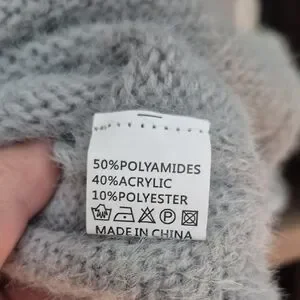 50%POLYAMIDES
40%ACRYLIC
10%POLYESTER
MADE IN CHINA